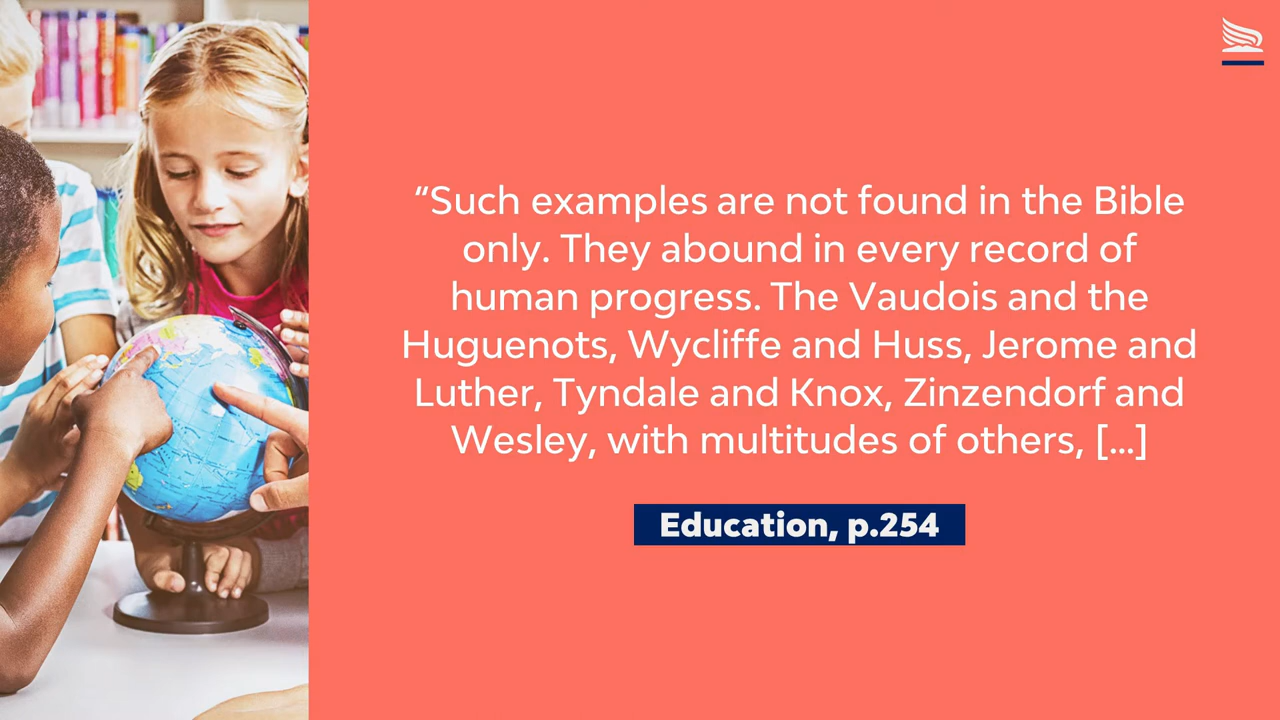 “Such examples are not found in the Bible
only. They abound in every record of
human progress. The Vaudois and the
Huguenots, Wycliffe and Huss, Jerome and
Luther, Tyndale and Knox, Zinzendorf and
Wesley, with multitudes of others, [...]
Education, p.254